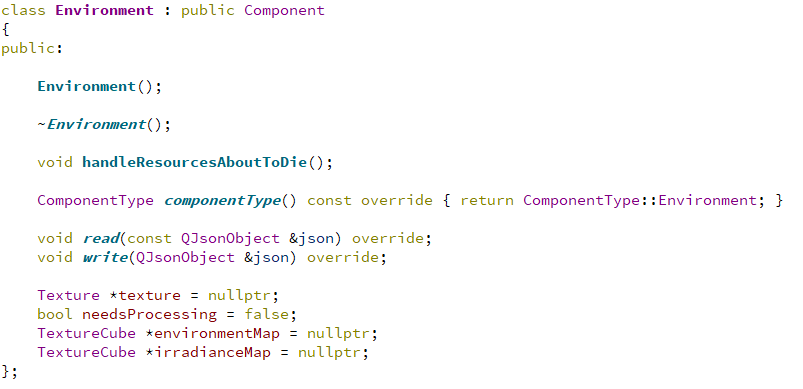 class Environment : public Component
{
public:

    Environment();

    ~Environment();

    void handleResourcesAboutToDie();

    ComponentType componentType() const override { return ComponentType::Environment; }

    void read(const QJsonObject &json) override;
    void write(QJsonObject &json) override;

    Texture *texture = nullptr;
    bool needsProcessing = false;
    TextureCube *environmentMap = nullptr;
    TextureCube *irradianceMap = nullptr;
};